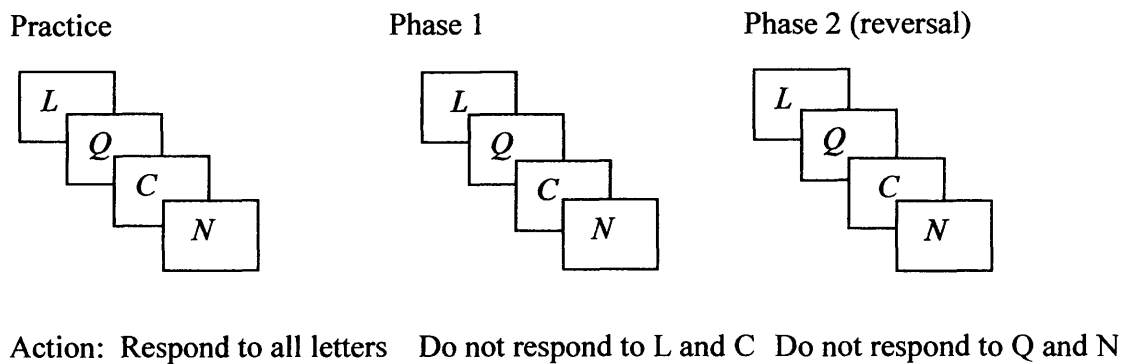 Practice Phase 1 Phase 2 (reversal)
L L L
Q Q Q
C C C
N N N
Action: Respond to all letters Do not respond to L and C Do not respond to Q and N